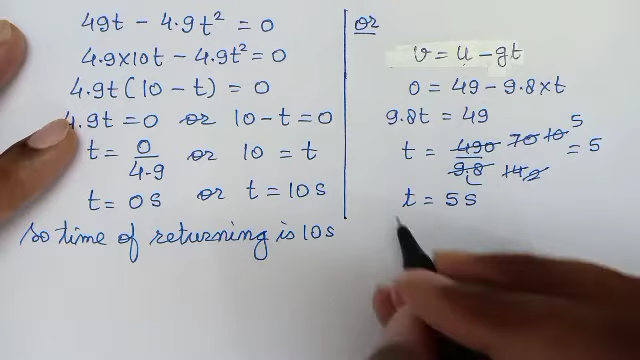 49t - 4.9t² = 0
4.9×10t - 4.9t² = 0
4.9t(10 - t) = 0
4.9t = 0 or 10 - t = 0
t = 0/4.9 or 10 = t
t = 0s or t = 10s
so time of returning is 10s
or
v = u - gt
0 = 49 - 9.8×t
9.8t = 49
t = 490/9.8 70/14 10/2 5 = 5
t = 5s